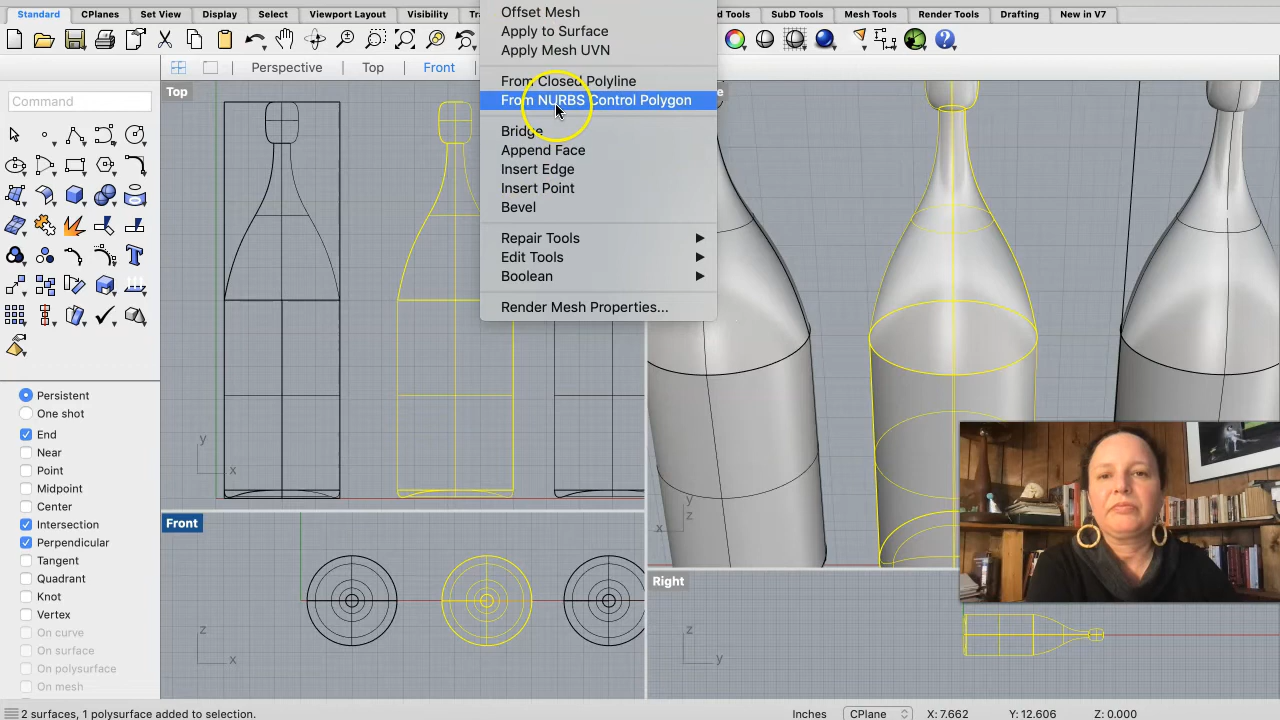 Standard CPlanes Set View Display Select Viewport Layout Visibility Tra d Tools SubD Tools Mesh Tools Render Tools Drafting New in V7
Offset Mesh
Apply to Surface
Apply Mesh UVN
From Closed Polyline
From NURBS Control Polygon
Bridge
Append Face
Insert Edge
Insert Point
Bevel
Repair Tools
Edit Tools
Boolean
Render Mesh Properties...
Perspective Top Front
Command
Top
y
x
Front
z
x
y
z
x
Right
z
y
Persistent
One shot
End
Near
Point
Midpoint
Center
Intersection
Perpendicular
Tangent
Quadrant
Knot
Vertex
On curve
On surface
On polysurface
On mesh
2 surfaces, 1 polysurface added to selection. Inches CPlane X: 7.662 Y: 12.606 Z: 0.000